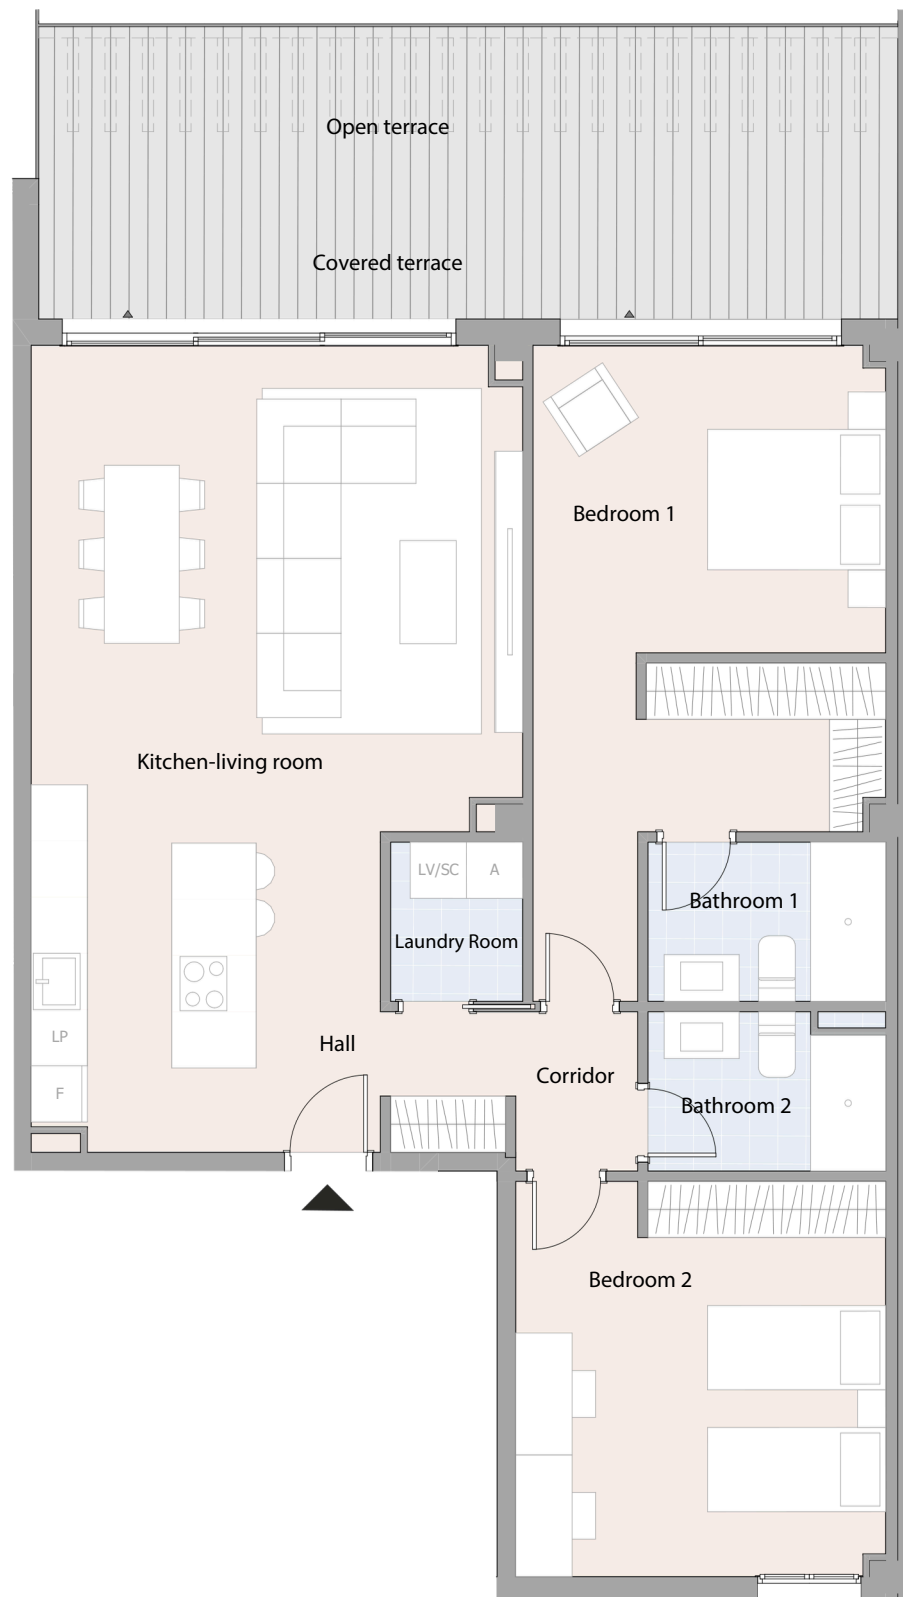 Open terrace
Covered terrace
Bedroom 1
Kitchen-living room
LV/SC
A
Bathroom 1
Laundry Room
LP
Hall
Corridor
F
Bathroom 2
Bedroom 2